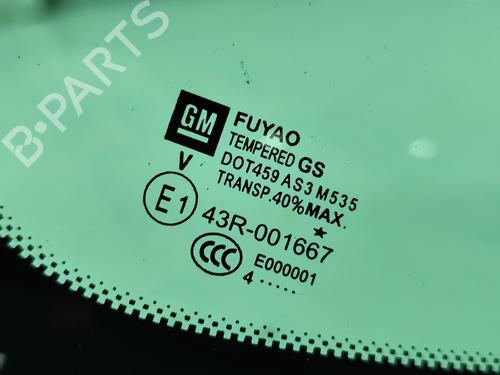 B-PARTS
GM
FUYAO
TEMPERED GS
DOT459 AS3 M535
TRANSP.40%MAX.
V
E1
43R-001667
CCC
E000001
4 .....